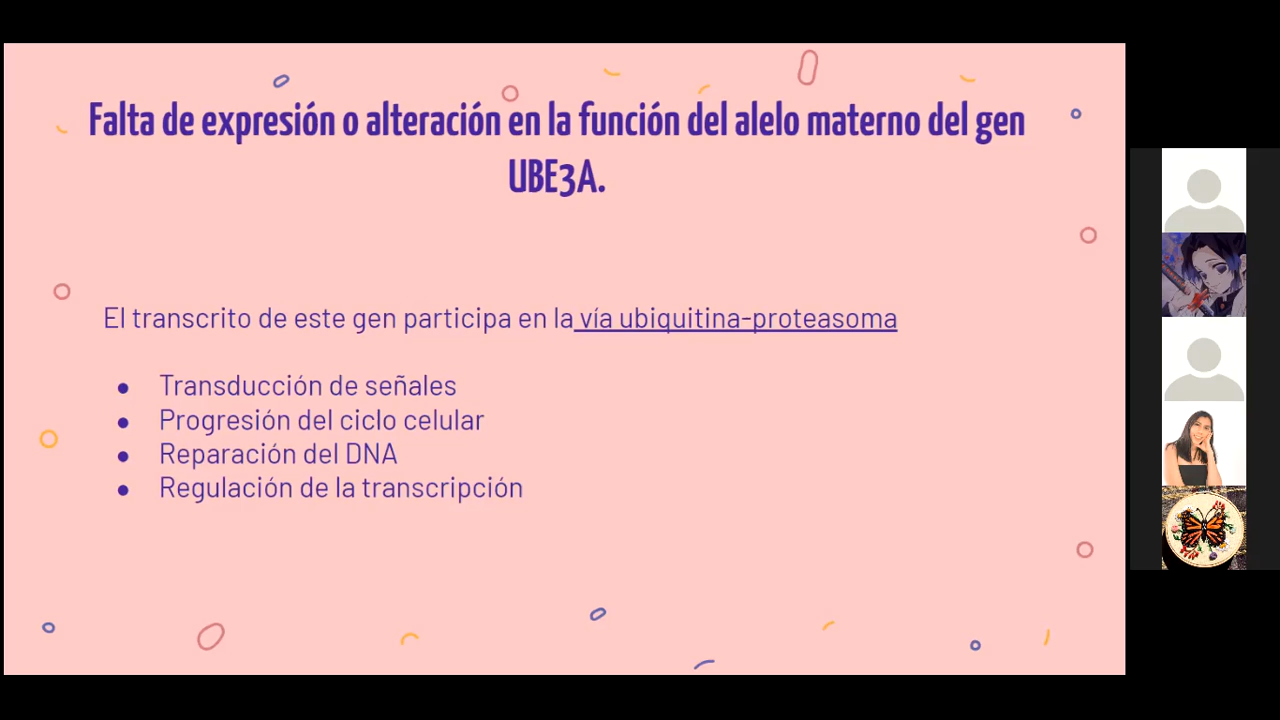 Falta de expresión o alteración en la función del alelo materno del gen
UBE3A.
El transcrito de este gen participa en la vía ubiquitina-proteasoma
● Transducción de señales
● Progresión del ciclo celular
● Reparación del DNA
● Regulación de la transcripción